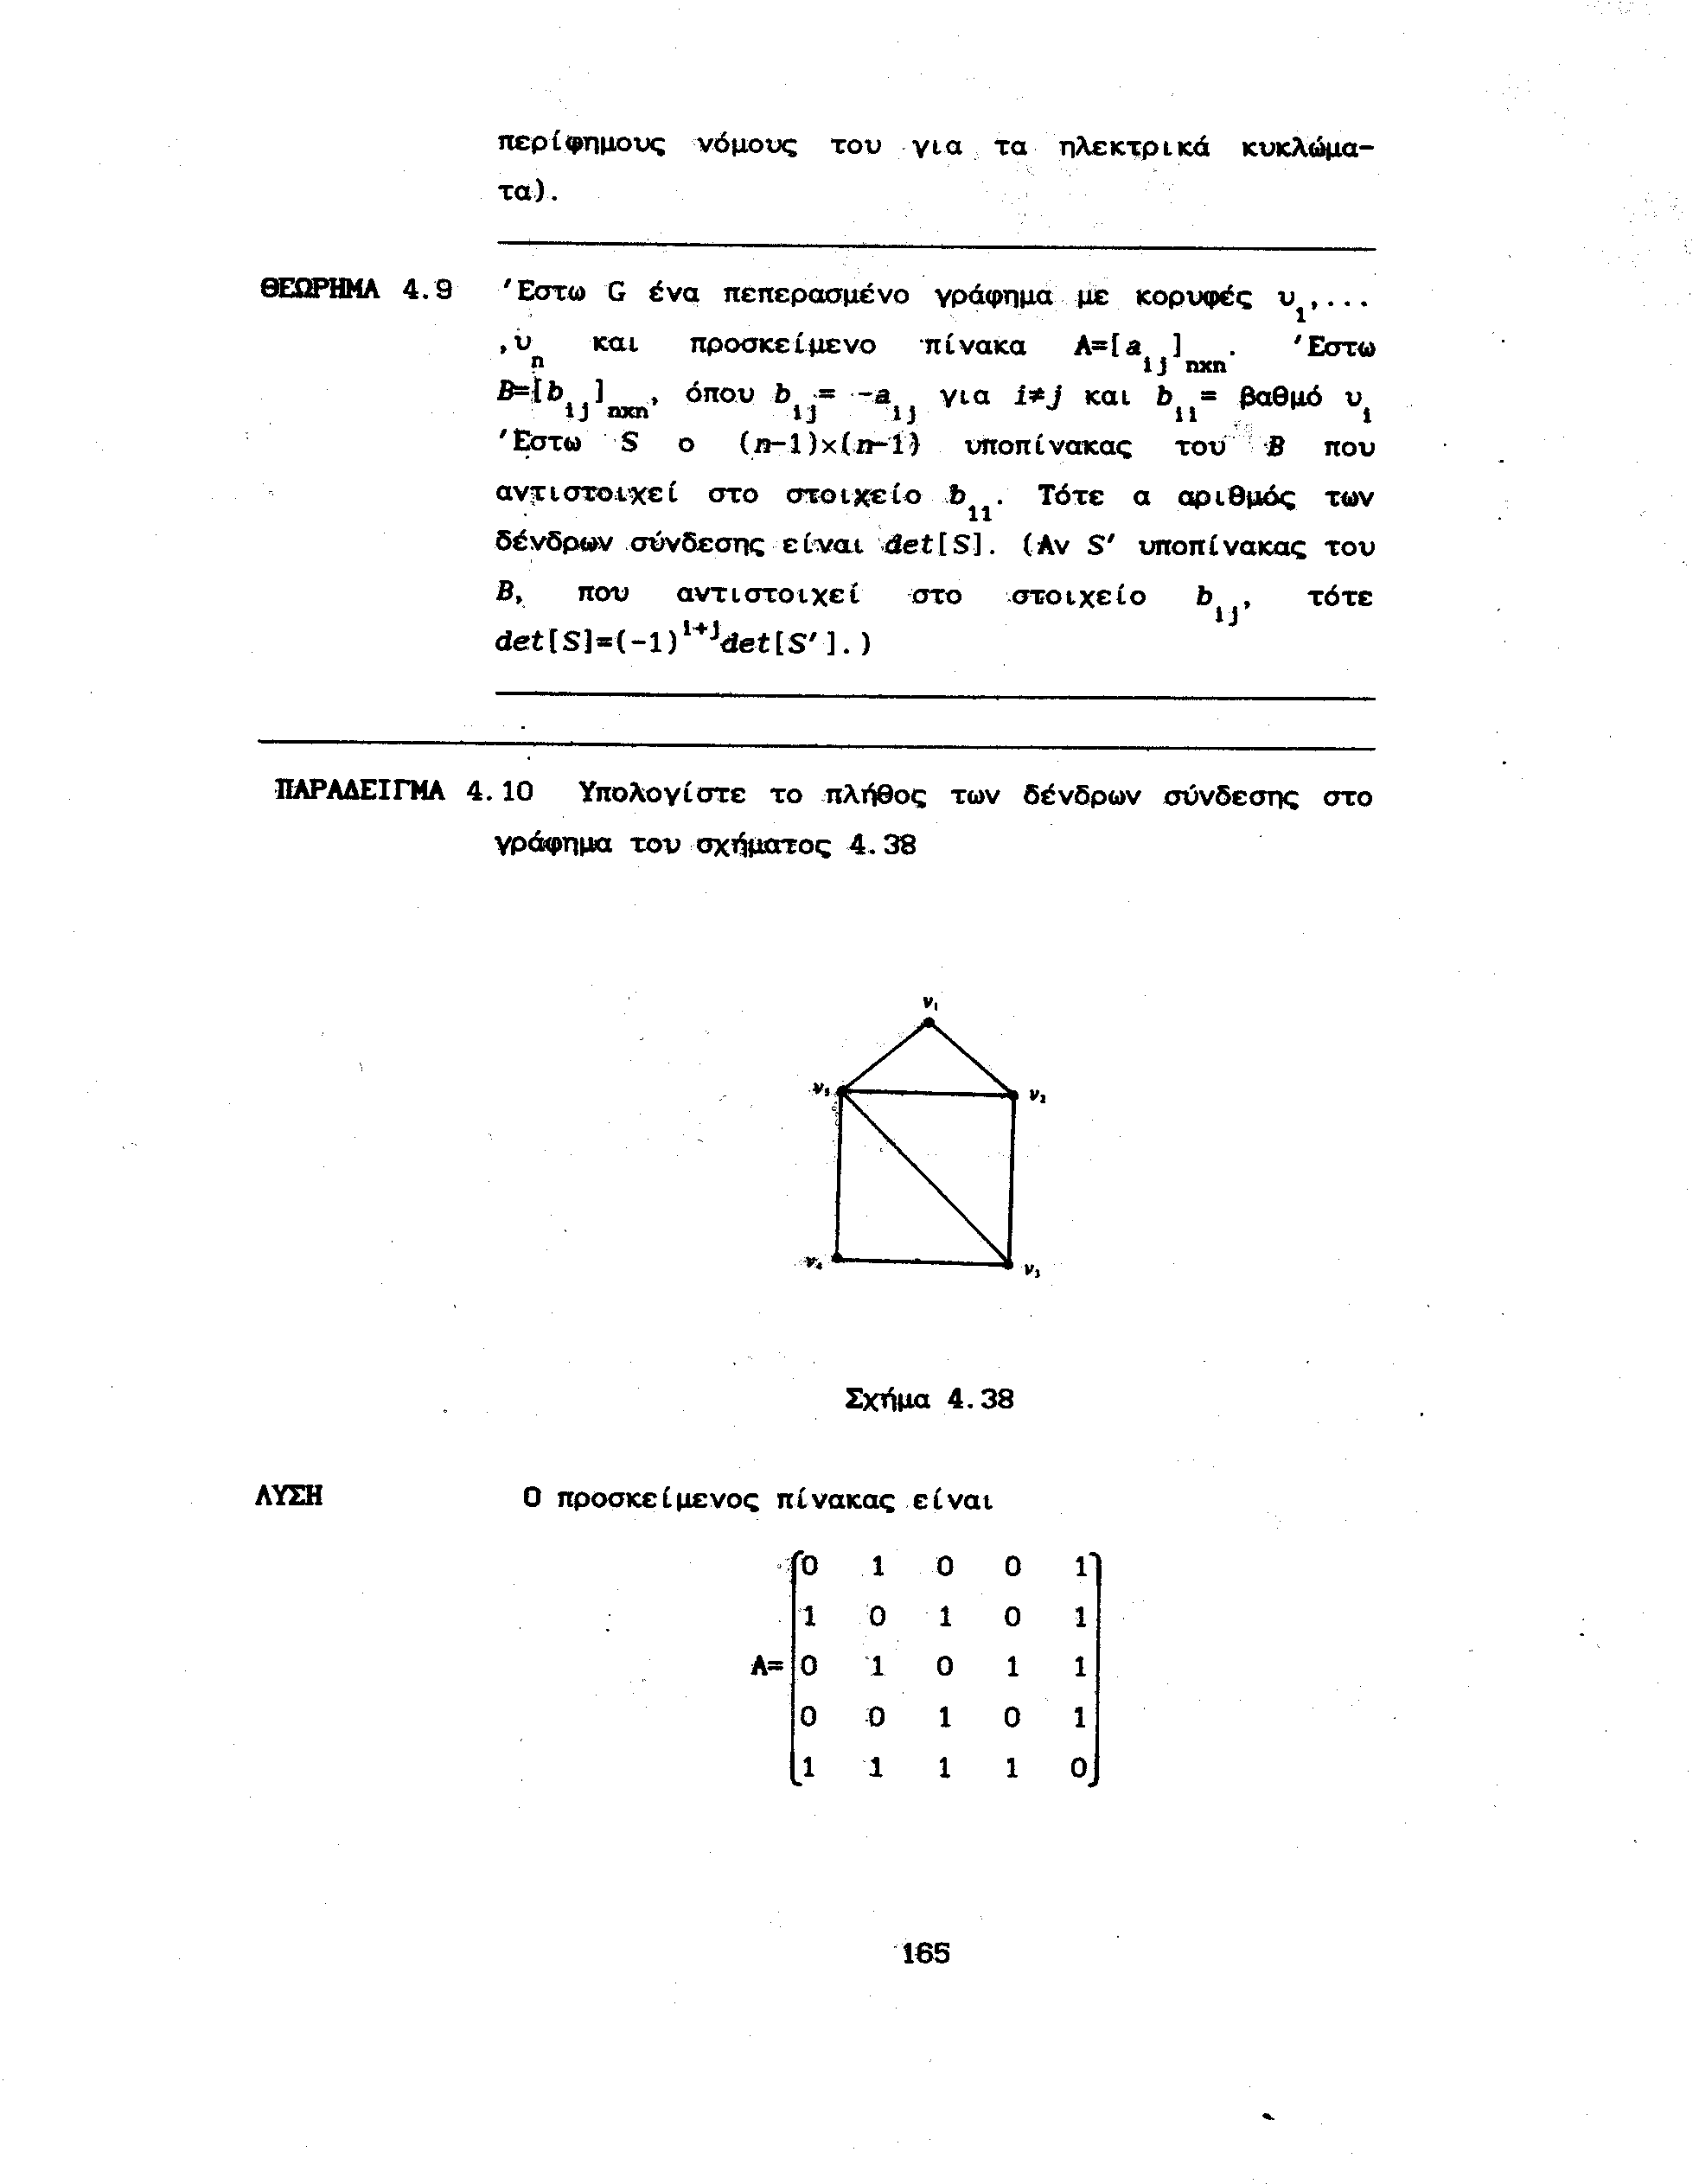 περίφημους νόμους του για τα ηλεκτρικά κυκλώμα-
τα).
ΘΕΩΡΗΜΑ 4.9 'Εστω G ένα πεπερασμένο γράφημα με κορυφές υ₁,...
,υₙ και προσκείμενο πίνακα A=[aᵢⱼ]ₙₓₙ. 'Εστω
B=[bᵢⱼ]ₙₓₙ, όπου bᵢⱼ= -aᵢⱼ για i≠j και bᵢᵢ= βαθμό υᵢ
'Εστω S ο (n-1)×(n-1) υποπίνακας του B που
αντιστοιχεί στο στοιχείο b₁₁. Τότε α αριθμός των
δένδρων σύνδεσης είναι det[S]. (Αν S' υποπίνακας του
B, που αντιστοιχεί στο στοιχείο bᵢⱼ, τότε
det[S]=(-1)ⁱ⁺ʲdet[S'].)
ΠΑΡΑΔΕΙΓΜΑ 4.10 Υπολογίστε το πλήθος των δένδρων σύνδεσης στο
γράφημα του σχήματος 4.38
ν₁
ν₅ ν₂
ν₄ ν₃
Σχήμα 4.38
ΛΥΣΗ Ο προσκείμενος πίνακας είναι
0 1 0 0 1
1 0 1 0 1
A= 0 1 0 1 1
0 0 1 0 1
1 1 1 1 0
165